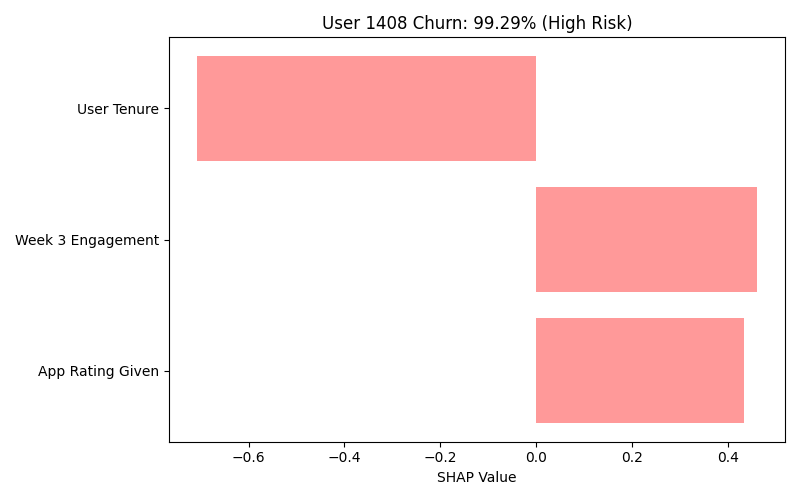 User 1408 Churn: 99.29% (High Risk)
User Tenure
Week 3 Engagement
App Rating Given
−0.6 −0.4 −0.2 0.0 0.2 0.4
SHAP Value